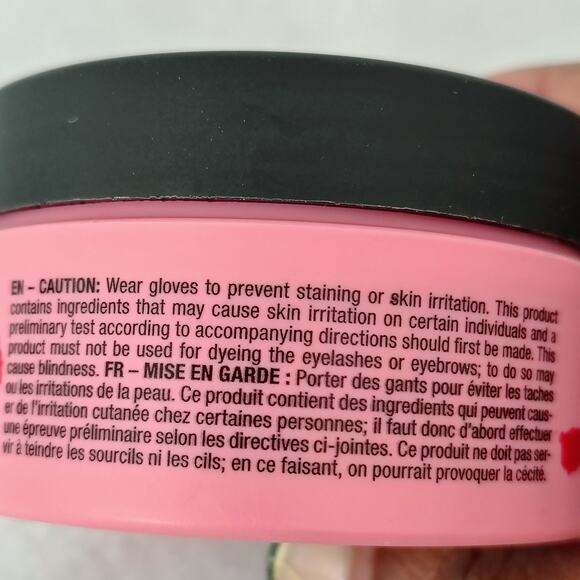 EN – CAUTION: Wear gloves to prevent staining or skin irritation. This product
contains ingredients that may cause skin irritation on certain individuals and a
preliminary test according to accompanying directions should first be made. This
product must not be used for dyeing the eyelashes or eyebrows; to do so may
cause blindness. FR – MISE EN GARDE : Porter des gants pour éviter les taches
ou les irritations de la peau. Ce produit contient des ingrédients qui peuvent caus-
er de l'irritation cutanée chez certaines personnes; il faut donc d'abord effectuer
une épreuve préliminaire selon les directives ci-jointes. Ce produit ne doit pas ser-
vir à teindre les sourcils ni les cils; en ce faisant, on pourrait provoquer la cécité.